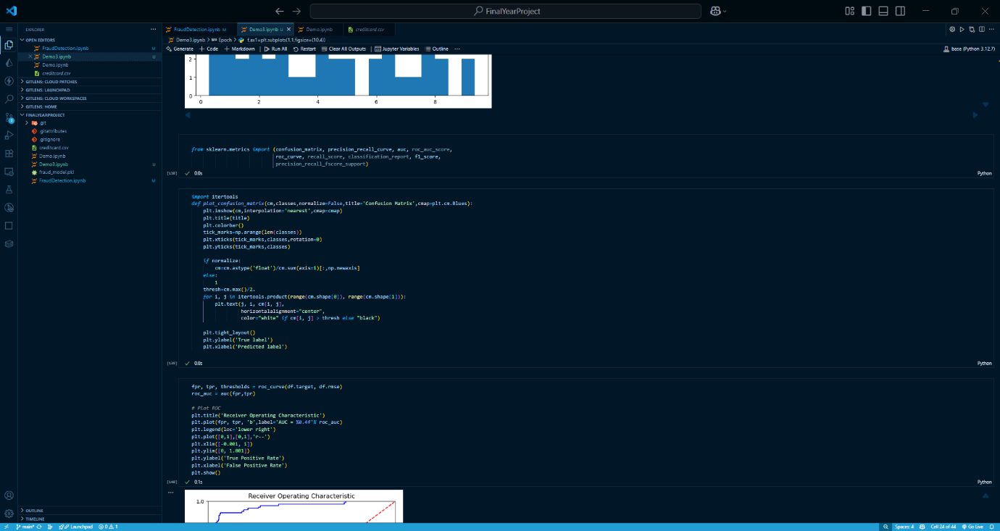 FinalYearProject
EXPLORER
OPEN EDITORS
FraudDetection.ipynb M
Demo3.ipynb U
Demo.ipynb
creditcard.csv
GITLENS: CLOUD PATCHES
GITLENS: LAUNCHPAD
GITLENS: CLOUD WORKSPACES
GITLENS: HOME
FINALYEARPROJECT
.git
.gitattributes
.gitignore
creditcard.csv
Demo.ipynb
Demo3.ipynb U
fraud_model.pkl
FraudDetection.ipynb M
OUTLINE
TIMELINE
FraudDetection.ipynb M
Demo3.ipynb U
Demo.ipynb
creditcard.csv
Demo3.ipynb > M↓ Epoch > f,ax1=plt.subplots(1,1,figsize=(10,4))
Generate + Code + Markdown | Run All Restart Clear All Outputs | Jupyter Variables Outline ...
base (Python 3.12.7)
2
1
0
0 2 4 6 8
from sklearn.metrics import (confusion_matrix, precision_recall_curve, auc, roc_auc_score,
roc_curve, recall_score, classification_report, f1_score,
precision_recall_fscore_support)
0.0s
Python
import itertools
def plot_confusion_matrix(cm,classes,normalize=False,title='Confusion Matrix',cmap=plt.cm.Blues):
plt.imshow(cm,interpolation='nearest',cmap=cmap)
plt.title(title)
plt.colorbar()
tick_marks=np.arange(len(classes))
plt.xticks(tick_marks,classes,rotation=0)
plt.yticks(tick_marks,classes)
if normalize:
cm=cm.astype('float')/cm.sum(axis=1)[:,np.newaxis]
else:
1
thresh=cm.max()/2.
for i, j in itertools.product(range(cm.shape[0]), range(cm.shape[1])):
plt.text(j, i, cm[i, j],
horizontalalignment="center",
color="white" if cm[i, j] > thresh else "black")
plt.tight_layout()
plt.ylabel('True label')
plt.xlabel('Predicted label')
0.0s
Python
fpr, tpr, thresholds = roc_curve(df.target, df.rmse)
roc_auc = auc(fpr,tpr)
# Plot ROC
plt.title('Receiver Operating Characteristic')
plt.plot(fpr, tpr, 'b',label='AUC = %0.4f'% roc_auc)
plt.legend(loc='lower right')
plt.plot([0,1],[0,1],'r--')
plt.xlim([-0.001, 1])
plt.ylim([0, 1.001])
plt.ylabel('True Positive Rate')
plt.xlabel('False Positive Rate')
plt.show()
[140] 0.1s
Python
Receiver Operating Characteristic
1.0
main* Launchpad 0 1
Spaces: 4 Cell 24 of 44 Go Live